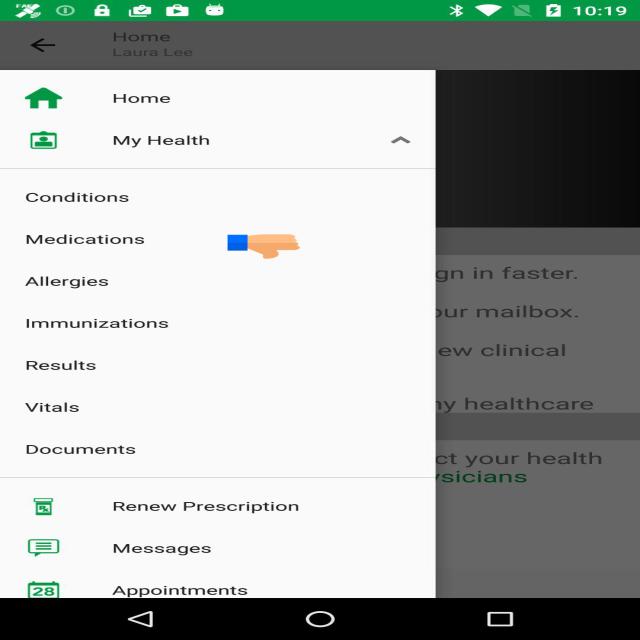 10:19
Home
Laura Lee
Home
My Health
Conditions
Medications
Allergies
Immunizations
Results
Vitals
Documents
Renew Prescription
Messages
28
Appointments
gn in faster.
our mailbox.
ew clinical
ny healthcare
ct your health
ysicians